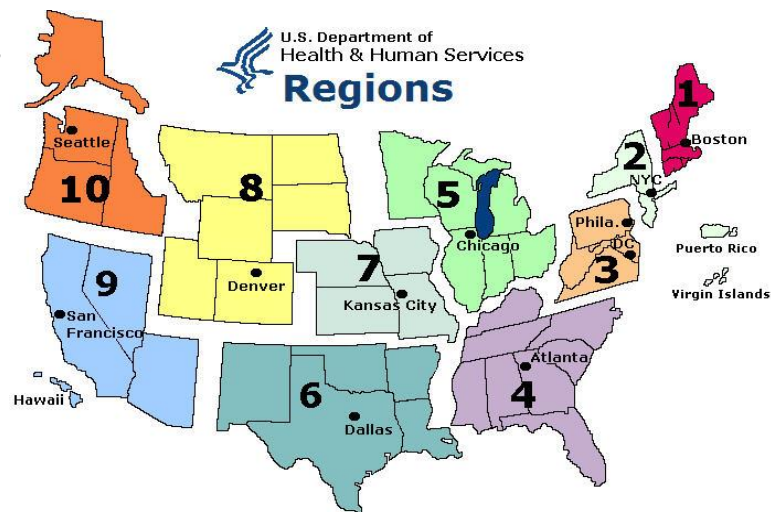 U.S. Department of
Health & Human Services
Regions
1
Boston
2
NYC
Seattle
10
8
5
Chicago
Phila.
DC
3
Puerto Rico
Virgin Islands
9
San
Francisco
Denver
7
Kansas City
Hawaii
6
Dallas
Atlanta
4